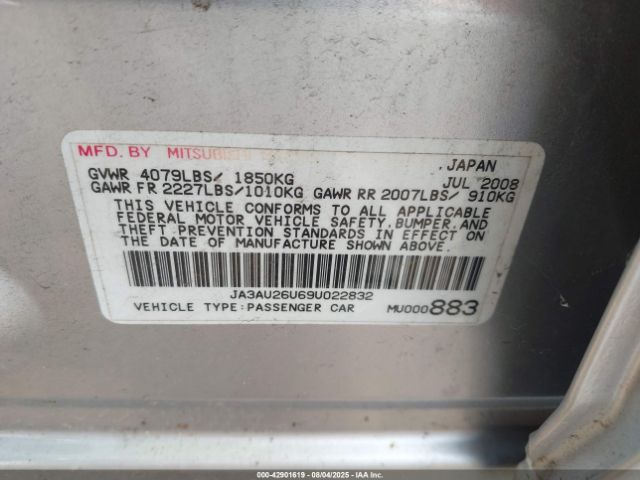 MFD. BY MITSUBISHI
JAPAN
GVWR 4079LBS/ 1850KG
JUL 2008
GAWR FR 2227LBS/1010KG GAWR RR 2007LBS/ 910KG
THIS VEHICLE CONFORMS TO ALL APPLICABLE
FEDERAL MOTOR VEHICLE SAFETY, BUMPER, AND
THEFT PREVENTION STANDARDS IN EFFECT ON
THE DATE OF MANUFACTURE SHOWN ABOVE.
JA3AU26U69U022832
VEHICLE TYPE:PASSENGER CAR MU000883
000-42901619 - 08/04/2025 - IAAI.COM